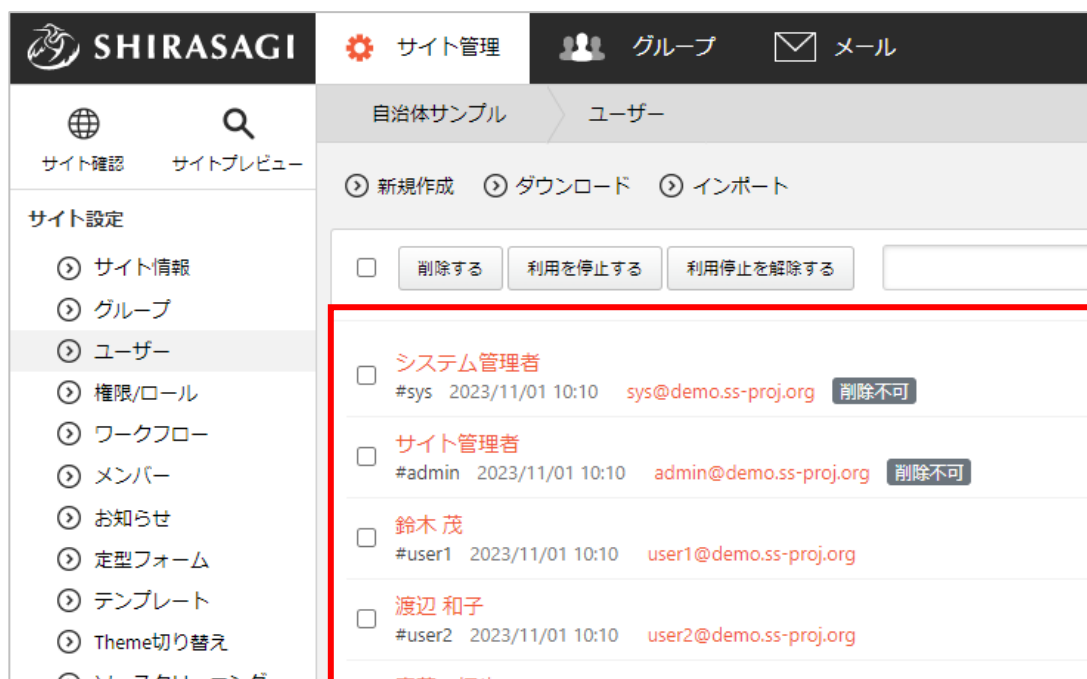 SHIRASAGI
サイト管理
グループ
メール
サイト確認
サイトプレビュー
自治体サンプル
ユーザー
新規作成
ダウンロード
インポート
サイト設定
サイト情報
グループ
ユーザー
権限/ロール
ワークフロー
メンバー
お知らせ
定型フォーム
テンプレート
Theme切り替え
削除する
利用を停止する
利用停止を解除する
システム管理者
#sys 2023/11/01 10:10 sys@demo.ss-proj.org 削除不可
サイト管理者
#admin 2023/11/01 10:10 admin@demo.ss-proj.org 削除不可
鈴木 茂
#user1 2023/11/01 10:10 user1@demo.ss-proj.org
渡辺 和子
#user2 2023/11/01 10:10 user2@demo.ss-proj.org